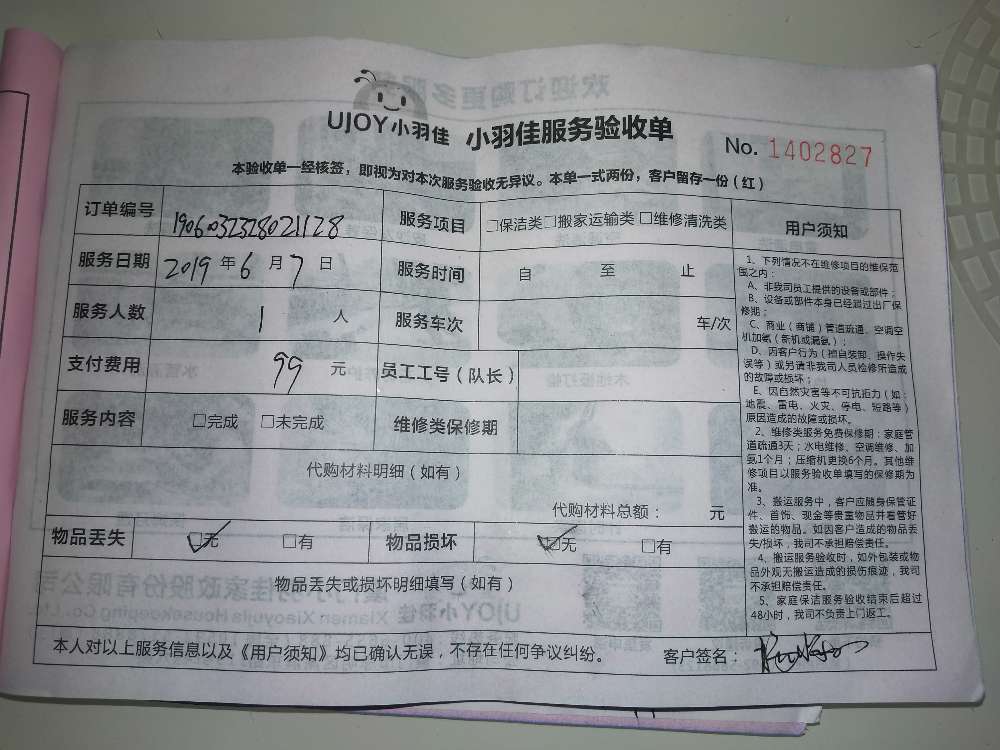 UJOY小羽佳 小羽佳服务验收单
No. 1402827
本验收单一经核签，即视为对本次服务验收无异议。本单一式两份，客户留存一份（红）
订单编号 1906032328021128 服务项目 □保洁类□搬家运输类□维修清洗类
服务日期 2019 年 6 月 7 日 服务时间 自 至 止
服务人数 1 人 服务车次 车/次
支付费用 99 元 员工工号（队长）
服务内容 □完成 □未完成 维修类保修期
代购材料明细（如有）
代购材料总额： 元
物品丢失 ☑无 □有 物品损坏 ☑无 □有
物品丢失或损坏明细填写（如有）
用户须知
1、下列情况不在维修项目的维保范
围之内：
A、非我司员工提供的设备或部件；
B、设备或部件本身已经超过出厂保
修期；
C、商业（商铺）管道疏通、空调空
机加氨（新机或漏氨）；
D、因客户行为（擅自装卸、操作失
误等）或另请非我司人员检修所造成
的故障或损坏；
E、因自然灾害等不可抗拒力（如：
地震、雷电、火灾、停电、短路等）
原因造成的故障或损坏。
2、维修类服务免费保修期：家庭管
道疏通3天；水电维修、空调维修、加
氨1个月；压缩机更换6个月。其他维
修项目以服务验收单填写的保修期为
准。
3、搬运服务中，客户应随身保管证
件、首饰、现金等贵重物品并看管好
搬运的物品。如因客户造成的物品丢
失/损坏，我司不承担赔偿责任。
4、搬运服务验收时，如外包装或物
品外观无搬运造成的损伤痕迹，我司
不承担赔偿责任。
5、家庭保洁服务验收结束后超过
48小时，我司不负责上门返工。
本人对以上服务信息以及《用户须知》均已确认无误，不存在任何争议纠纷。 客户签名：